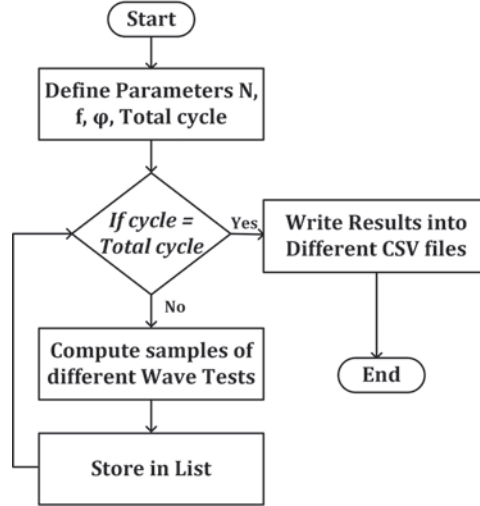 Start
Define Parameters N,
f, φ, Total cycle
If cycle =
Total cycle
Yes
Write Results into
Different CSV files
No
Compute samples of
different Wave Tests
End
Store in List